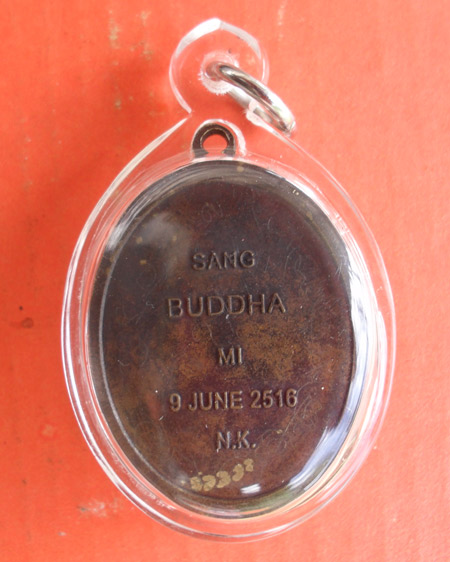 SAMG
BUDDHA
MI
9 JUNE 2516
N.K.